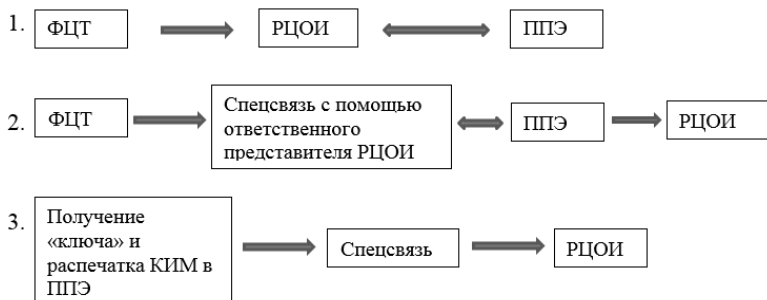 1. ФЦТ РЦОИ ППЭ
2. ФЦТ Спецсвязь с помощью
ответственного
представителя РЦОИ ППЭ РЦОИ
3. Получение
«ключа» и
распечатка КИМ в
ППЭ Спецсвязь РЦОИ